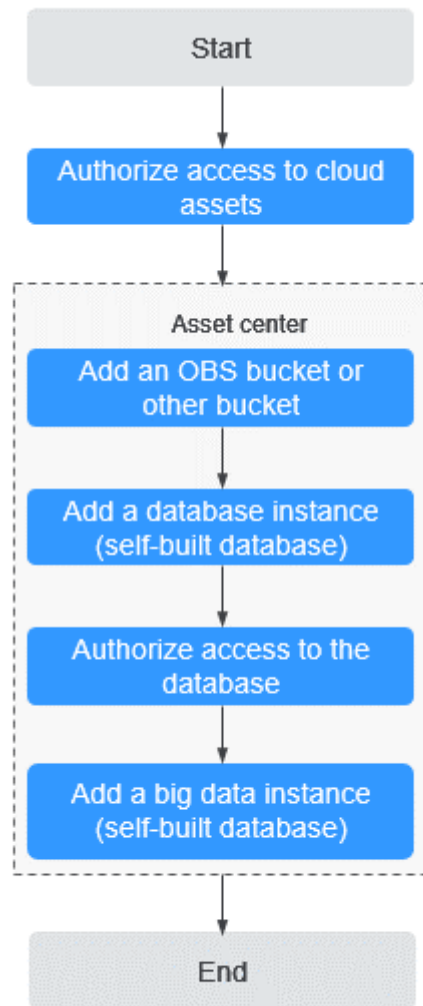 Start
Authorize access to cloud
assets
Asset center
Add an OBS bucket or
other bucket
Add a database instance
(self-built database)
Authorize access to the
database
Add a big data instance
(self-built database)
End